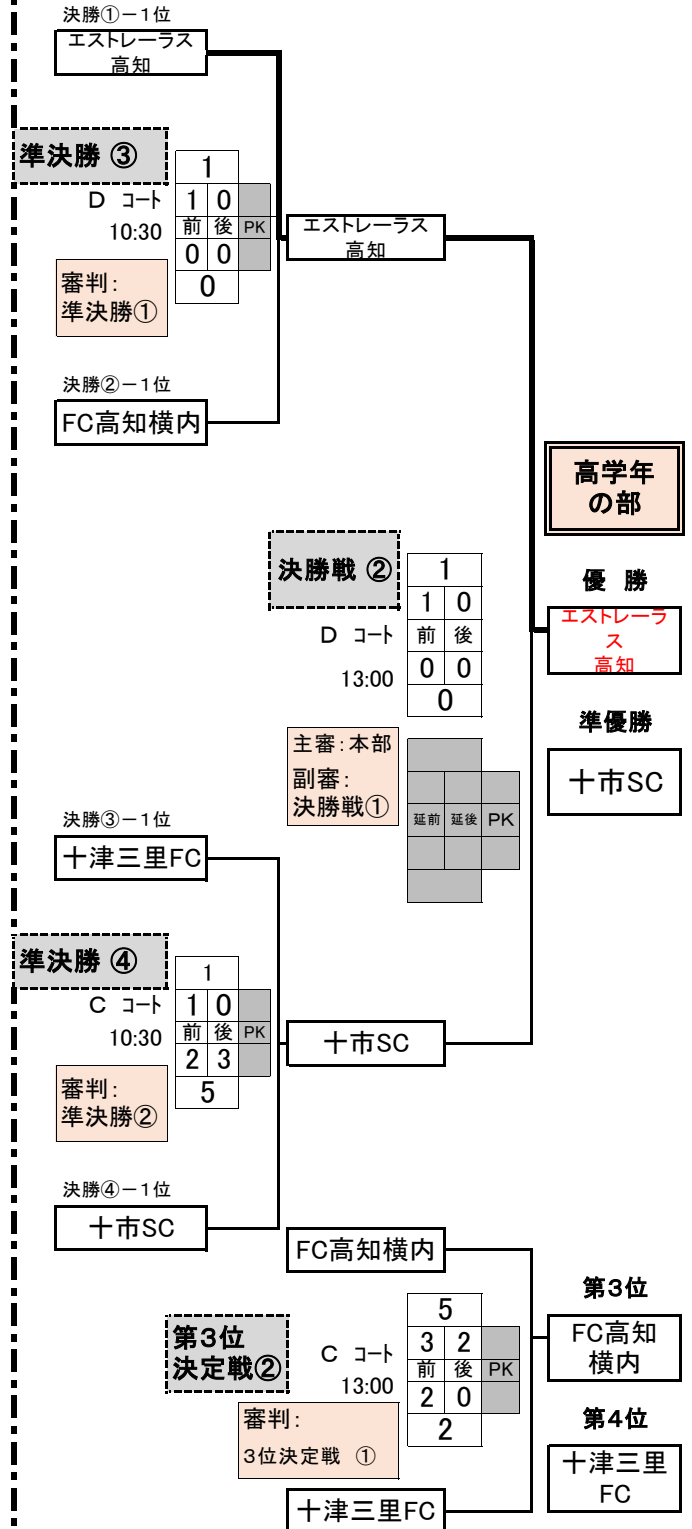 決勝①－1位
エストレーラス
高知
準決勝 ③
1
D コート
1 0
10:30
前 後 PK
0 0
0
審判：
準決勝①
エストレーラス
高知
決勝②－1位
FC高知横内
高学年
の部
決勝戦 ②
1
1 0
D コート
前 後
13:00
0 0
0
優 勝
エストレーラ
ス
高知
準優勝
十市SC
主審：本部
副審：
決勝戦①
延前 延後 PK
決勝③－1位
十津三里FC
準決勝 ④
1
C コート
1 0
10:30
前 後 PK
2 3
5
審判：
準決勝②
十市SC
決勝④－1位
十市SC
FC高知横内
第3位
決定戦②
5
C コート
3 2
前 後 PK
13:00
2 0
2
審判：
3位決定戦 ①
第3位
FC高知
横内
第4位
十津三里
FC
十津三里FC